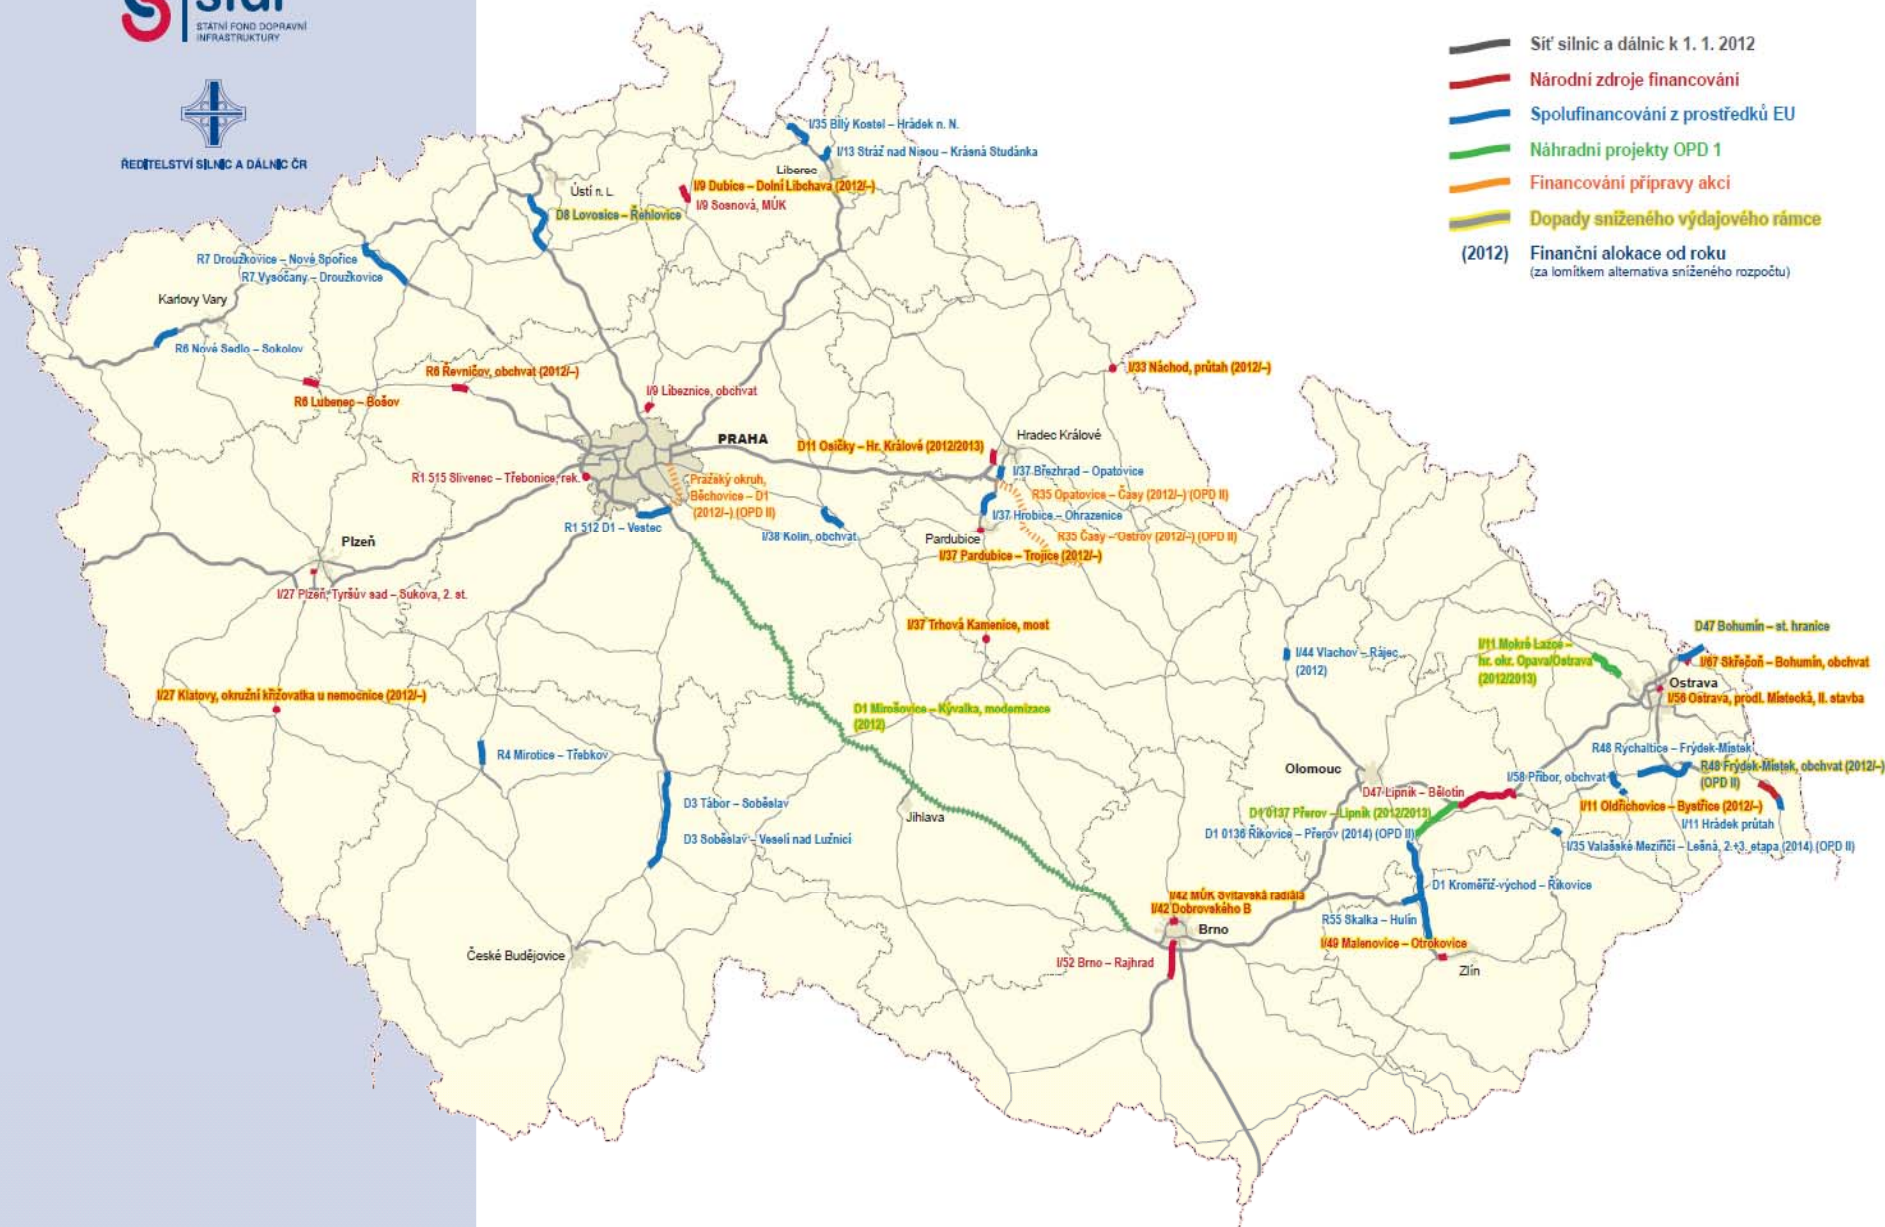 sfdi
STÁTNÍ FOND DOPRAVNÍ
INFRASTRUKTURY
ŘEDITELSTVÍ SILNIC A DÁLNIC ČR
Síť silnic a dálnic k 1. 1. 2012
Národní zdroje financování
Spolufinancování z prostředků EU
Náhradní projekty OPD 1
Financování přípravy akcí
Dopady sníženého výdajového rámce
(2012) Finanční alokace od roku
(za lomítkem alternativa sníženého rozpočtu)
I/35 Bílý Kostel – Hrádek n. N.
I/13 Stráž nad Nisou – Krásná Studánka
Liberec
Ústí n. L.
I/9 Dubice – Dolní Libchava (2012/–)
I/9 Sosnová, MÚK
D8 Lovosice – Řehlovice
R7 Droužkovice – Nové Spořice
R7 Vysočany – Droužkovice
Karlovy Vary
R6 Nové Sedlo – Sokolov
R6 Řevničov, obchvat (2012/–)
R6 Lubenec – Bošov
I/9 Líbeznice, obchvat
I/33 Náchod, průtah (2012/–)
PRAHA
D11 Osičky – Hr. Králové (2012/2013)
Hradec Králové
I/37 Březhrad – Opatovice
R1 515 Slivenec – Třebonice, rek.
Pražský okruh,
Běchovice – D1
(2012/–) (OPD II)
R35 Opatovice – Časy (2012/–) (OPD II)
I/37 Hrobice – Ohrazenice
R1 512 D1 – Vestec
I/38 Kolín, obchvat
Pardubice
R35 Časy – Ostrov (2012/–) (OPD II)
I/37 Pardubice – Trojice (2012/–)
Plzeň
I/27 Plzeň, Tyršův sad – Sukova, 2. st.
I/37 Trhová Kamenice, most
I/44 Vlachov – Rájec
(2012)
I/11 Mokré Lazce –
hr. okr. Opava/Ostrava
(2012/2013)
D47 Bohumín – st. hranice
I/67 Skřečoň – Bohumín, obchvat
Ostrava
I/56 Ostrava, prodl. Místecká, II. stavba
I/27 Klatovy, okružní křižovatka u nemocnice (2012/–)
D1 Mirošovice – Kývalka, modernizace
(2012)
R4 Mirotice – Třebkov
R48 Rychaltice – Frýdek-Místek
R48 Frýdek-Místek, obchvat (2012/–)
(OPD II)
Olomouc
I/58 Příbor, obchvat
D47 Lipník – Bělotín
I/11 Oldřichovice – Bystřice (2012/–)
D3 Tábor – Soběslav
Jihlava
D1 0137 Přerov – Lipník (2012/2013)
I/11 Hrádek průtah
D1 0136 Říkovice – Přerov (2014) (OPD II)
D3 Soběslav – Veselí nad Lužnicí
I/35 Valašské Meziříčí – Lešná, 2.+3. etapa (2014) (OPD II)
D1 Kroměříž-východ – Říkovice
I/42 MÚK Svitavská radiála
I/42 Dobrovského B
R55 Skalka – Hulín
Brno
I/49 Malenovice – Otrokovice
České Budějovice
I/52 Brno – Rajhrad
Zlín